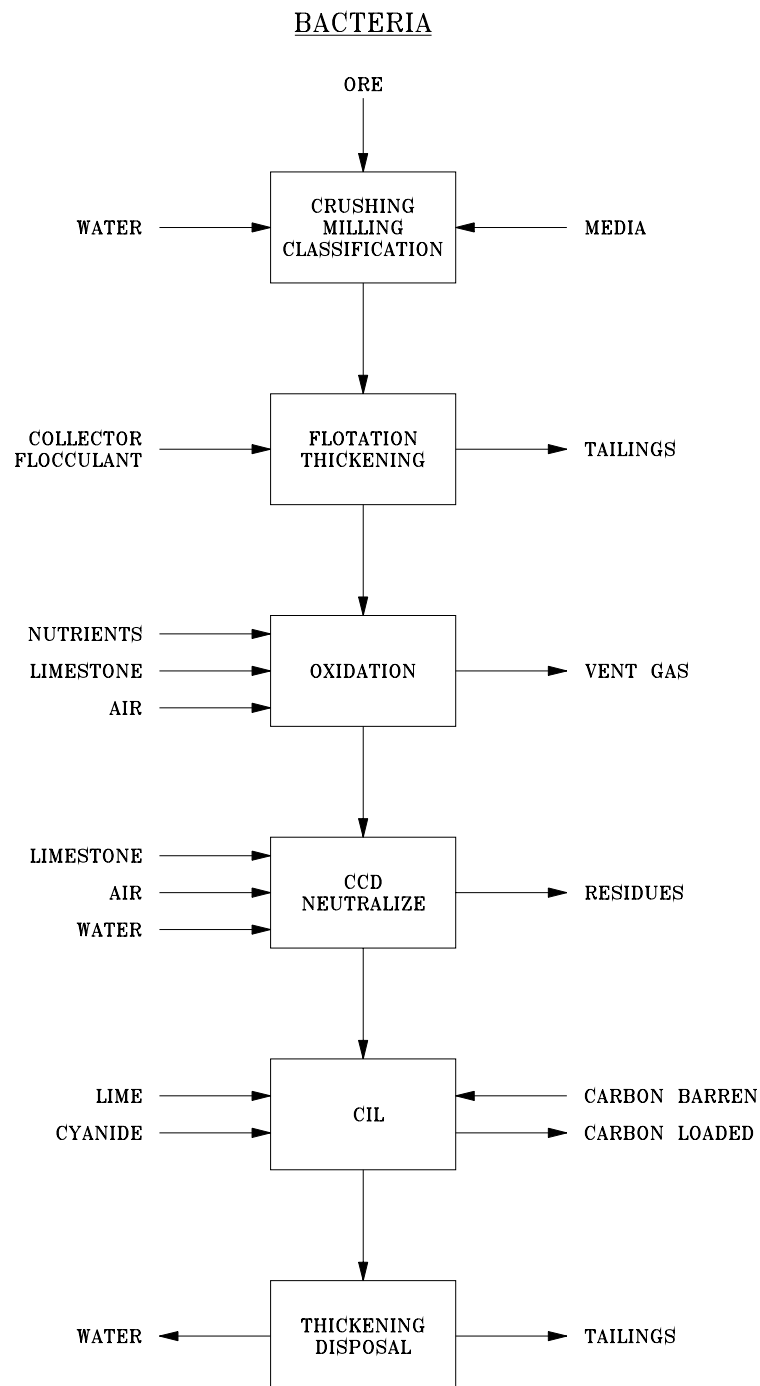 BACTERIA
ORE
CRUSHING
MILLING
CLASSIFICATION
WATER
MEDIA
COLLECTOR
FLOCCULANT
FLOTATION
THICKENING
TAILINGS
NUTRIENTS
LIMESTONE
AIR
OXIDATION
VENT GAS
LIMESTONE
AIR
WATER
CCD
NEUTRALIZE
RESIDUES
LIME
CYANIDE
CIL
CARBON BARREN
CARBON LOADED
WATER
THICKENING
DISPOSAL
TAILINGS